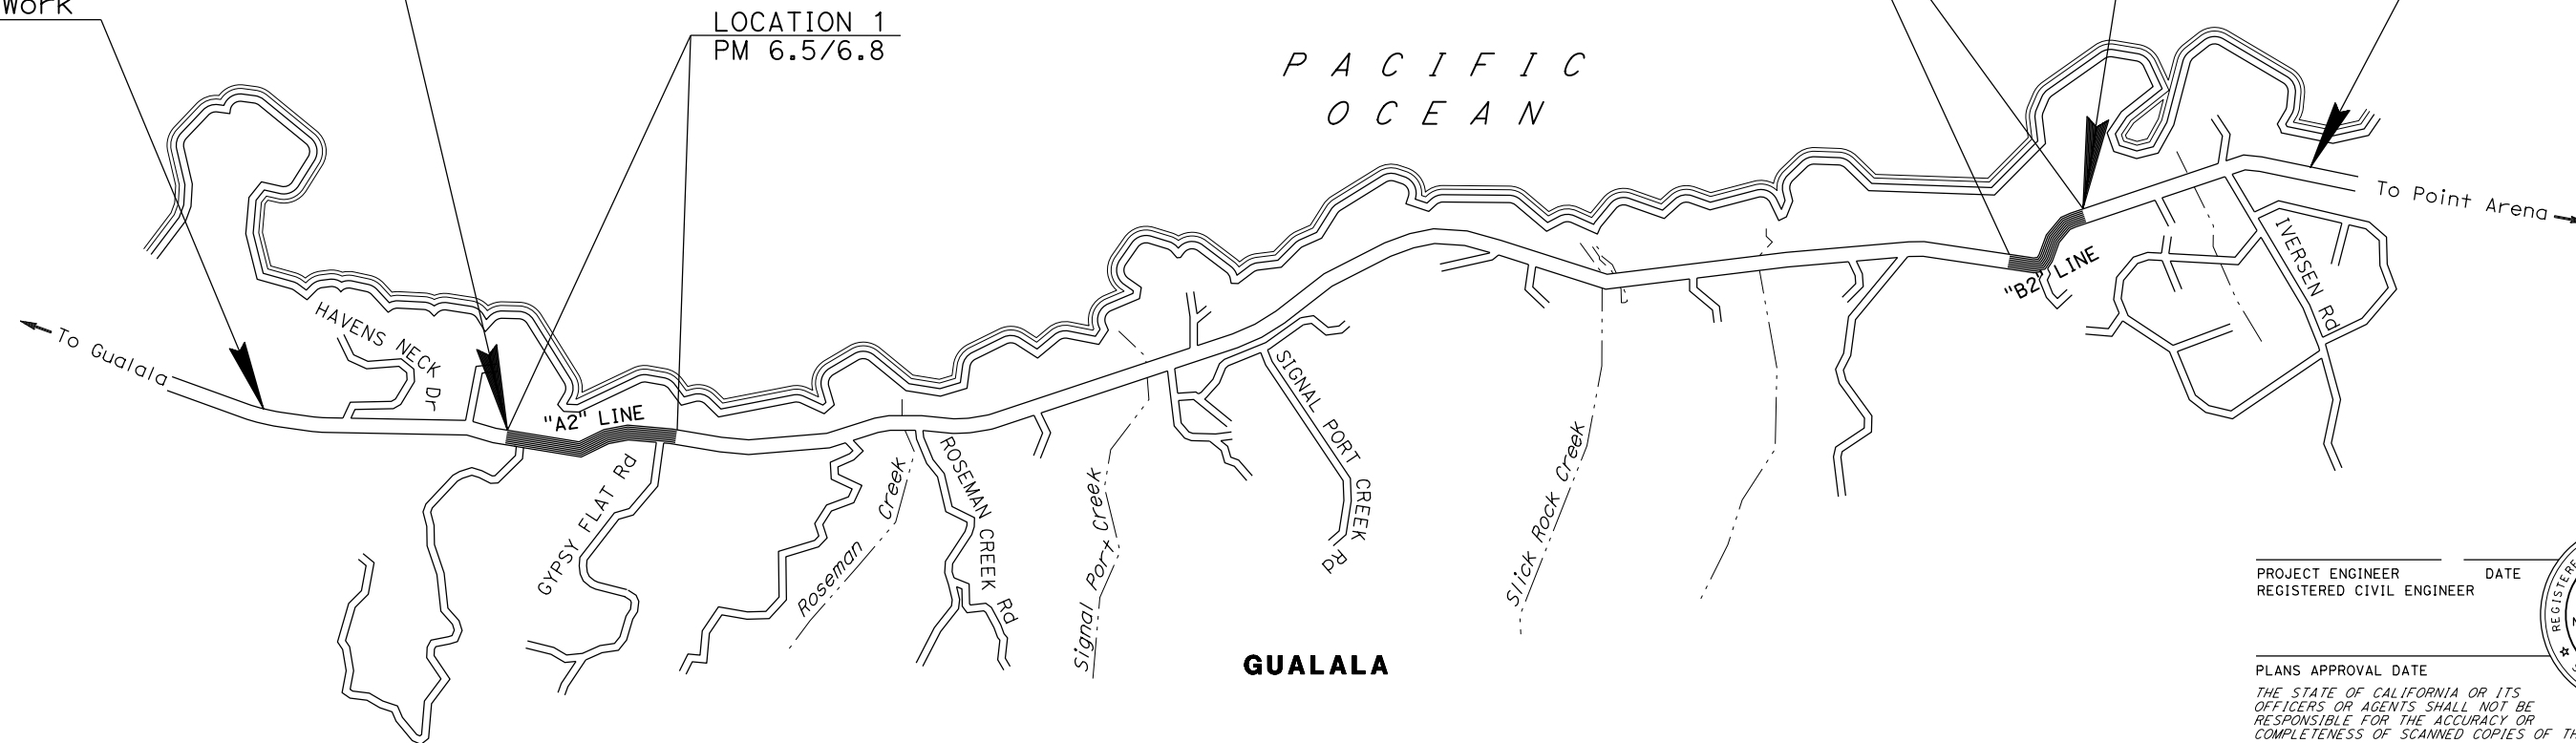 Work
LOCATION 1
PM 6.5/6.8
PACIFIC
OCEAN
To Point Arena
IVERSEN Rd
"B2" LINE
HAVENS NECK Dr
To Gualala
"A2" LINE
GYPSY FLAT Rd
Roseman Creek
ROSEMAN CREEK Rd
Signal Port Creek
SIGNAL PORT CREEK Rd
Slick Rock Creek
GUALALA
PROJECT ENGINEER DATE
REGISTERED CIVIL ENGINEER
PLANS APPROVAL DATE
THE STATE OF CALIFORNIA OR ITS
OFFICERS OR AGENTS SHALL NOT BE
RESPONSIBLE FOR THE ACCURACY OR
COMPLETENESS OF SCANNED COPIES OF
REGISTERE